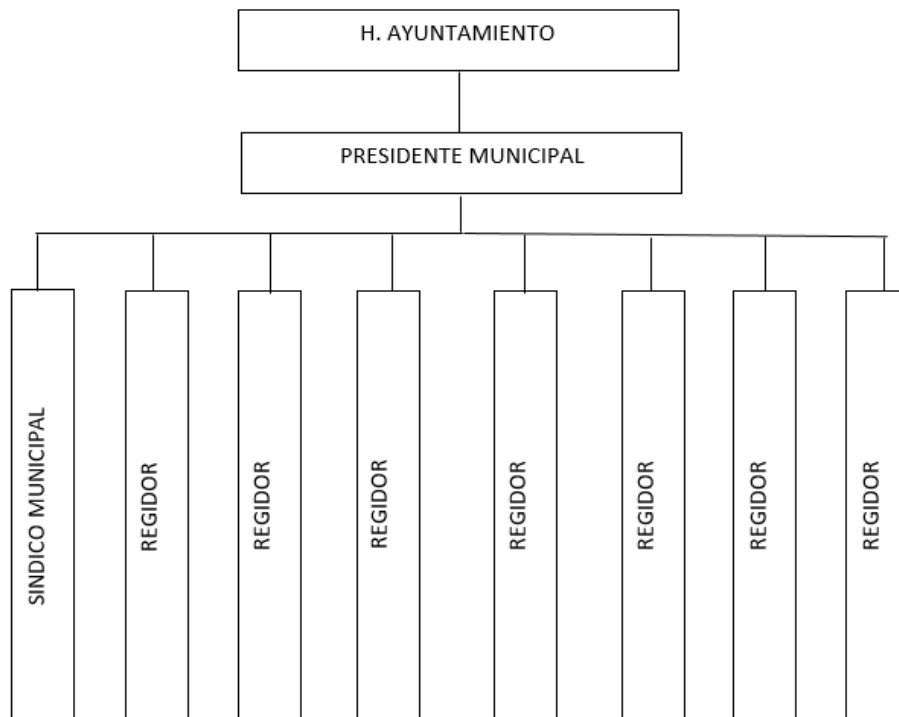 H. AYUNTAMIENTO
PRESIDENTE MUNICIPAL
SINDICO MUNICIPAL
REGIDOR
REGIDOR
REGIDOR
REGIDOR
REGIDOR
REGIDOR
REGIDOR